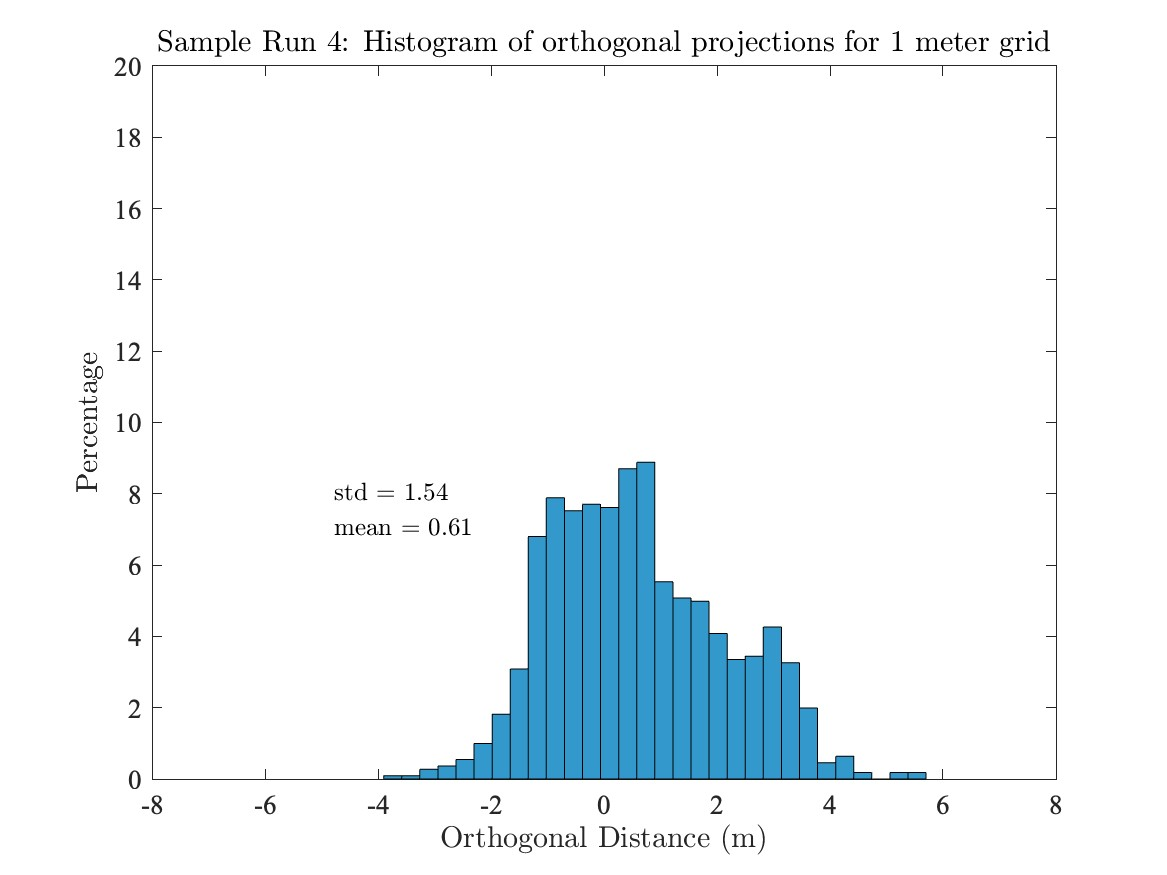 Sample Run 4: Histogram of orthogonal projections for 1 meter grid
20
18
16
14
12
10
8
6
4
2
0
Percentage
std = 1.54
mean = 0.61
-8 -6 -4 -2 0 2 4 6 8
Orthogonal Distance (m)